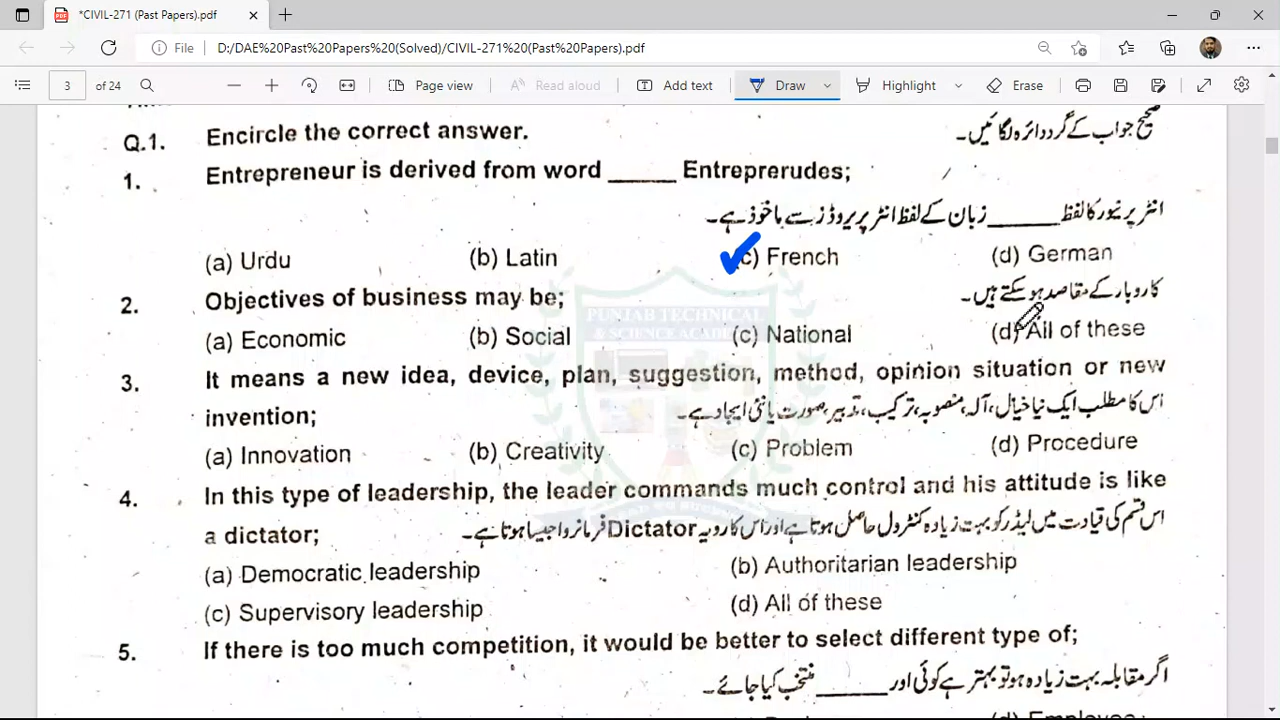 *CIVIL-271 (Past Papers).pdf
File D:/DAE%20Past%20Papers%20(Solved)/CIVIL-271%20(Past%20Papers).pdf
3 of 24 Page view Read aloud Add text Draw Highlight Erase
Q.1. Encircle the correct answer. صحیح جواب کے گرد دائرہ لگائیں۔
1. Entrepreneur is derived from word _____ Entreprerudes;
انٹرپرنیور کا لفظ _____ زبان کے لفظ انٹرپریروڈز سے ماخوذ ہے۔
(a) Urdu (b) Latin (c) French (d) German
2. Objectives of business may be; کاروبار کے مقاصد ہو سکتے ہیں۔
(a) Economic (b) Social (c) National (d) All of these
3. It means a new idea, device, plan, suggestion, method, opinion situation or new
invention; اس کا مطلب ایک نیا خیال، آلہ، منصوبہ، ترکیب، تدبیر، صورت یا نئی ایجاد ہے۔
(a) Innovation (b) Creativity (c) Problem (d) Procedure
4. In this type of leadership, the leader commands much control and his attitude is like
a dictator; اس قسم کی قیادت میں لیڈر کو بہت زیادہ کنٹرول حاصل ہوتا ہے اور اس کا رویہ Dictator فرمانروا جیسا ہوتا ہے۔
(a) Democratic leadership (b) Authoritarian leadership
(c) Supervisory leadership (d) All of these
5. If there is too much competition, it would be better to select different type of;
اگر مقابلہ بہت زیادہ ہو تو بہتر ہے کوئی اور _____ منتخب کیا جائے۔
(d) Employee
PUNJAB TECHNICAL
& SCIENCE ACADEMY